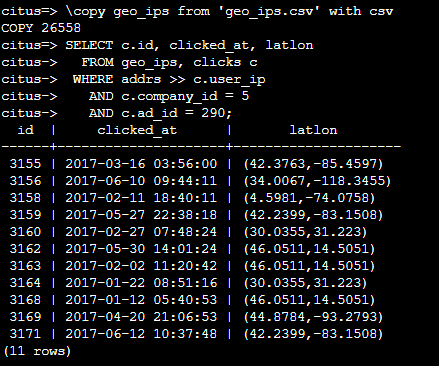 citus=> \copy geo_ips from 'geo_ips.csv' with csv
COPY 26558
citus=> SELECT c.id, clicked_at, latlon
citus->   FROM geo_ips, clicks c
citus->  WHERE addrs >> c.user_ip
citus->    AND c.company_id = 5
citus->    AND c.ad_id = 290;
  id  |     clicked_at      |       latlon
------+---------------------+---------------------
 3155 | 2017-03-16 03:56:00 | (42.3763,-85.4597)
 3156 | 2017-06-10 09:44:11 | (34.0067,-118.3455)
 3158 | 2017-02-11 18:40:11 | (4.5981,-74.0758)
 3159 | 2017-05-27 22:38:18 | (42.2399,-83.1508)
 3160 | 2017-02-27 07:48:24 | (30.0355,31.223)
 3162 | 2017-05-30 14:01:24 | (46.0511,14.5051)
 3163 | 2017-02-02 11:20:42 | (46.0511,14.5051)
 3164 | 2017-01-22 08:51:16 | (30.0355,31.223)
 3168 | 2017-01-12 05:40:53 | (46.0511,14.5051)
 3169 | 2017-04-20 21:06:53 | (44.8784,-93.2793)
 3171 | 2017-06-12 10:37:48 | (42.2399,-83.1508)
(11 rows)